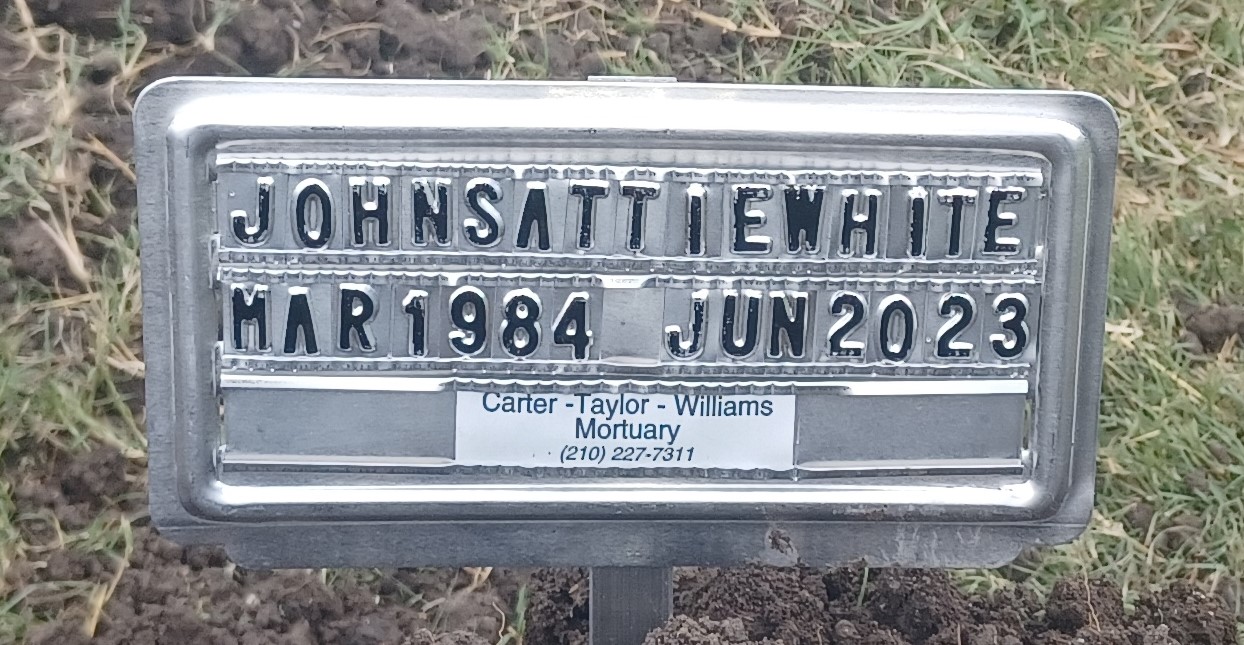 JOHNSATTIEWHITE
MAR1984 JUN2023
Carter -Taylor - Williams
Mortuary
(210) 227-7311